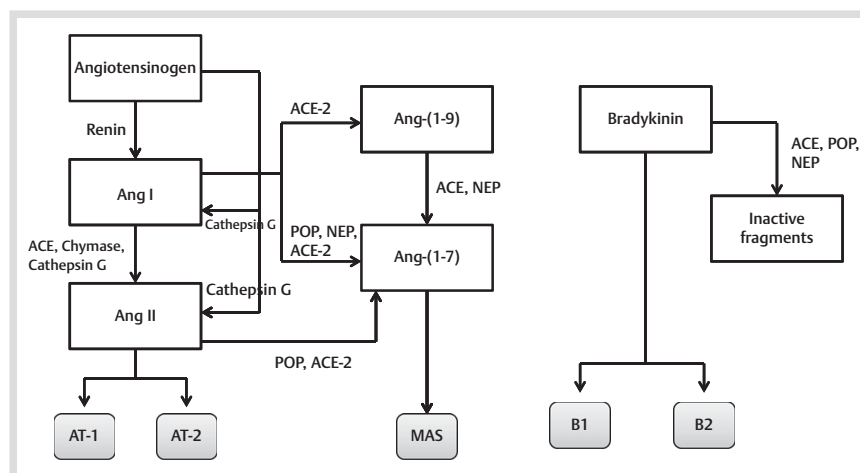 Angiotensinogen
Renin
Ang I
ACE, Chymase,
Cathepsin G
Ang II
AT-1
AT-2
Cathepsin G
Cathepsin G
ACE-2
POP, NEP,
ACE-2
POP, ACE-2
Ang-(1-9)
ACE, NEP
Ang-(1-7)
MAS
Bradykinin
ACE, POP,
NEP
Inactive
fragments
B1
B2